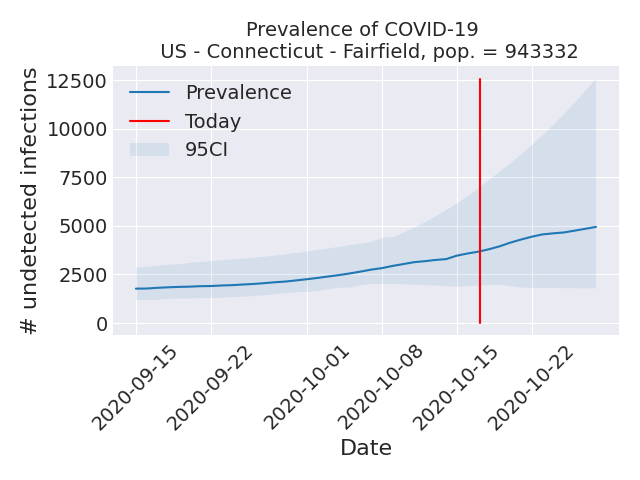 Prevalence of COVID-19
US - Connecticut - Fairfield, pop. = 943332
# undetected infections
12500
10000
7500
5000
2500
0
Prevalence
Today
95CI
2020-09-15
2020-09-22
2020-10-01
2020-10-08
2020-10-15
2020-10-22
Date